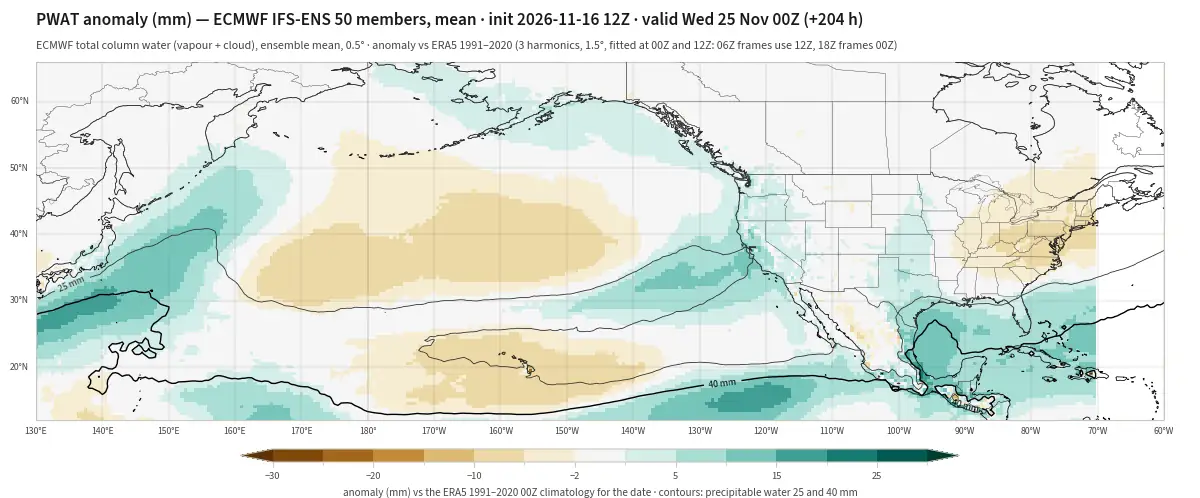 PWAT anomaly (mm) — ECMWF IFS-ENS 50 members, mean · init 2026-11-16 12Z · valid Wed 25 Nov 00Z (+204 h)
ECMWF total column water (vapour + cloud), ensemble mean, 0.5° · anomaly vs ERA5 1991–2020 (3 harmonics, 1.5°, fitted at 00Z and 12Z: 06Z frames use 12Z, 18Z frames 00Z)
60°N
50°N
40°N
30°N
20°N
25 mm
40 mm
130°E 140°E 150°E 160°E 170°E 180° 170°W 160°W 150°W 140°W 130°W 120°W 110°W 100°W 90°W 80°W 70°W 60°W
−30 −20 −10 −2 5 15 25
anomaly (mm) vs the ERA5 1991–2020 00Z climatology for the date · contours: precipitable water 25 and 40 mm